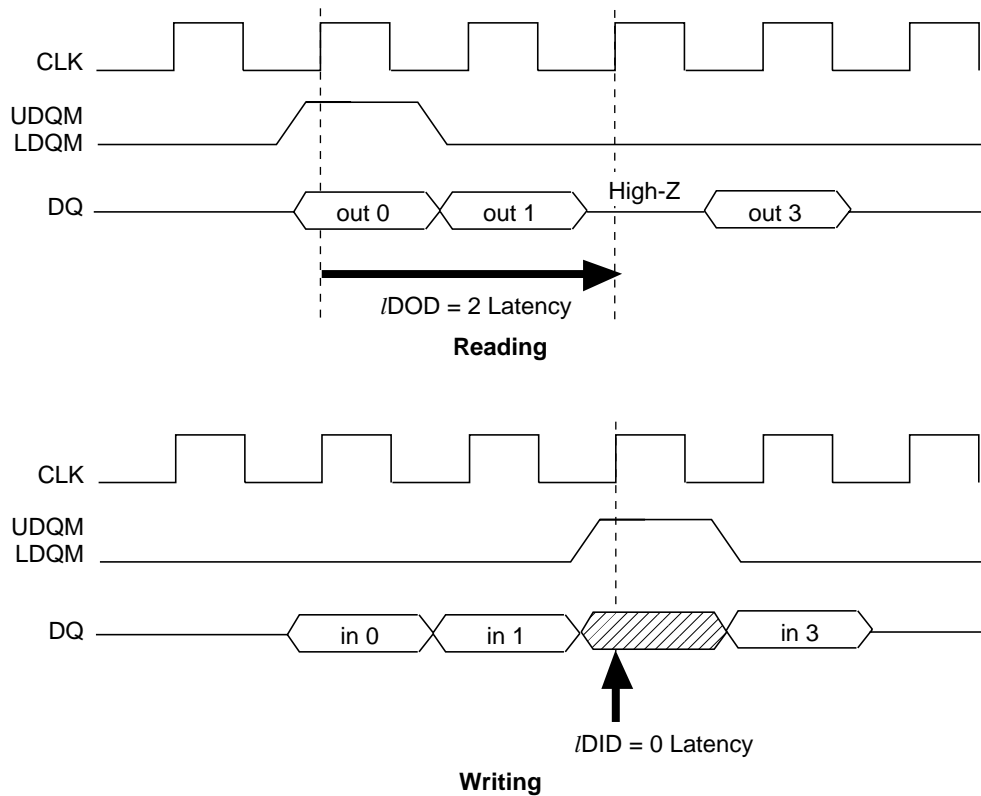 CLK
UDQM
LDQM
DQ out 0 out 1 High-Z out 3
lDOD = 2 Latency
Reading
CLK
UDQM
LDQM
DQ in 0 in 1 in 3
lDID = 0 Latency
Writing